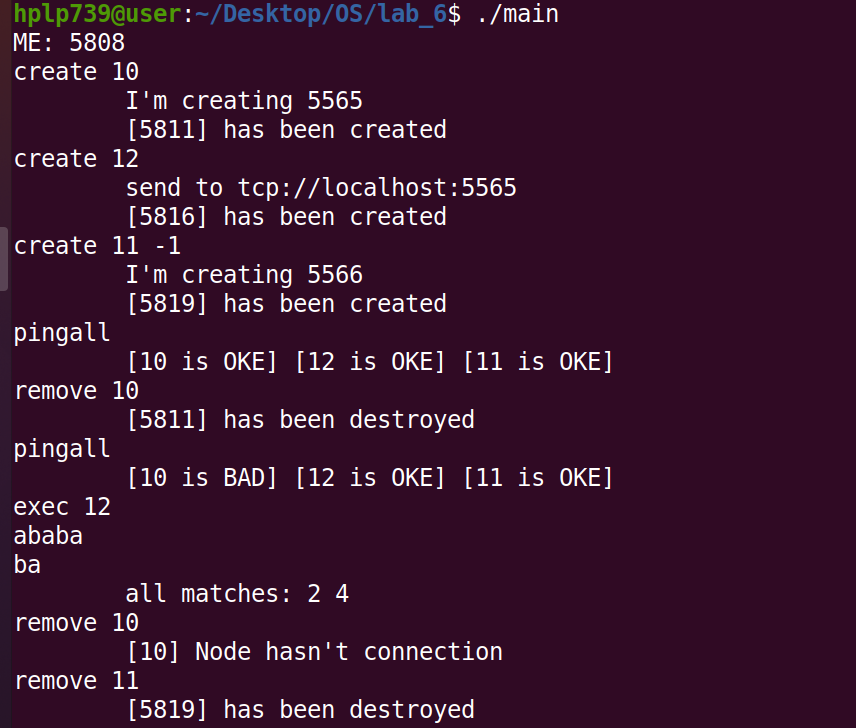 hplp739@user:~/Desktop/OS/lab_6$ ./main
ME: 5808
create 10
I'm creating 5565
[5811] has been created
create 12
send to tcp://localhost:5565
[5816] has been created
create 11 -1
I'm creating 5566
[5819] has been created
pingall
[10 is OKE] [12 is OKE] [11 is OKE]
remove 10
[5811] has been destroyed
pingall
[10 is BAD] [12 is OKE] [11 is OKE]
exec 12
ababa
ba
all matches: 2 4
remove 10
[10] Node hasn't connection
remove 11
[5819] has been destroyed